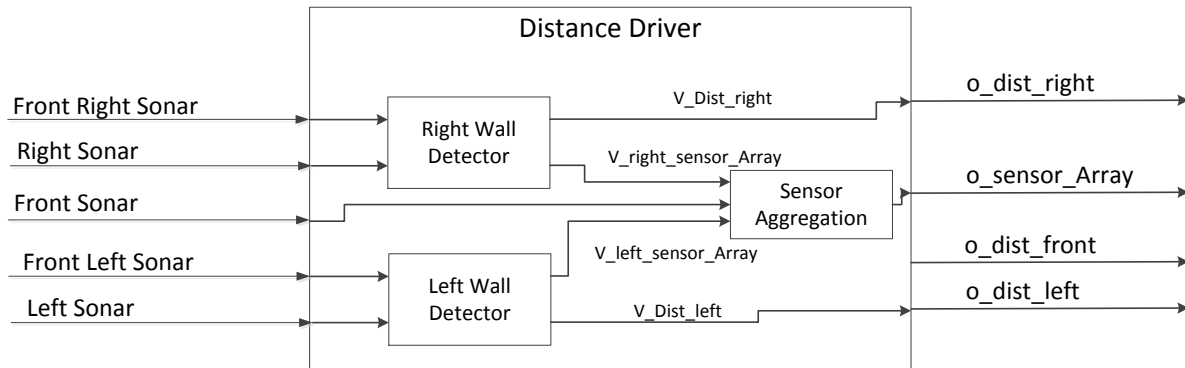 Distance Driver
Front Right Sonar
Right Sonar
Front Sonar
Front Left Sonar
Left Sonar
Right Wall
Detector
Left Wall
Detector
V_Dist_right
V_right_sensor_Array
Sensor
Aggregation
V_left_sensor_Array
V_Dist_left
o_dist_right
o_sensor_Array
o_dist_front
o_dist_left